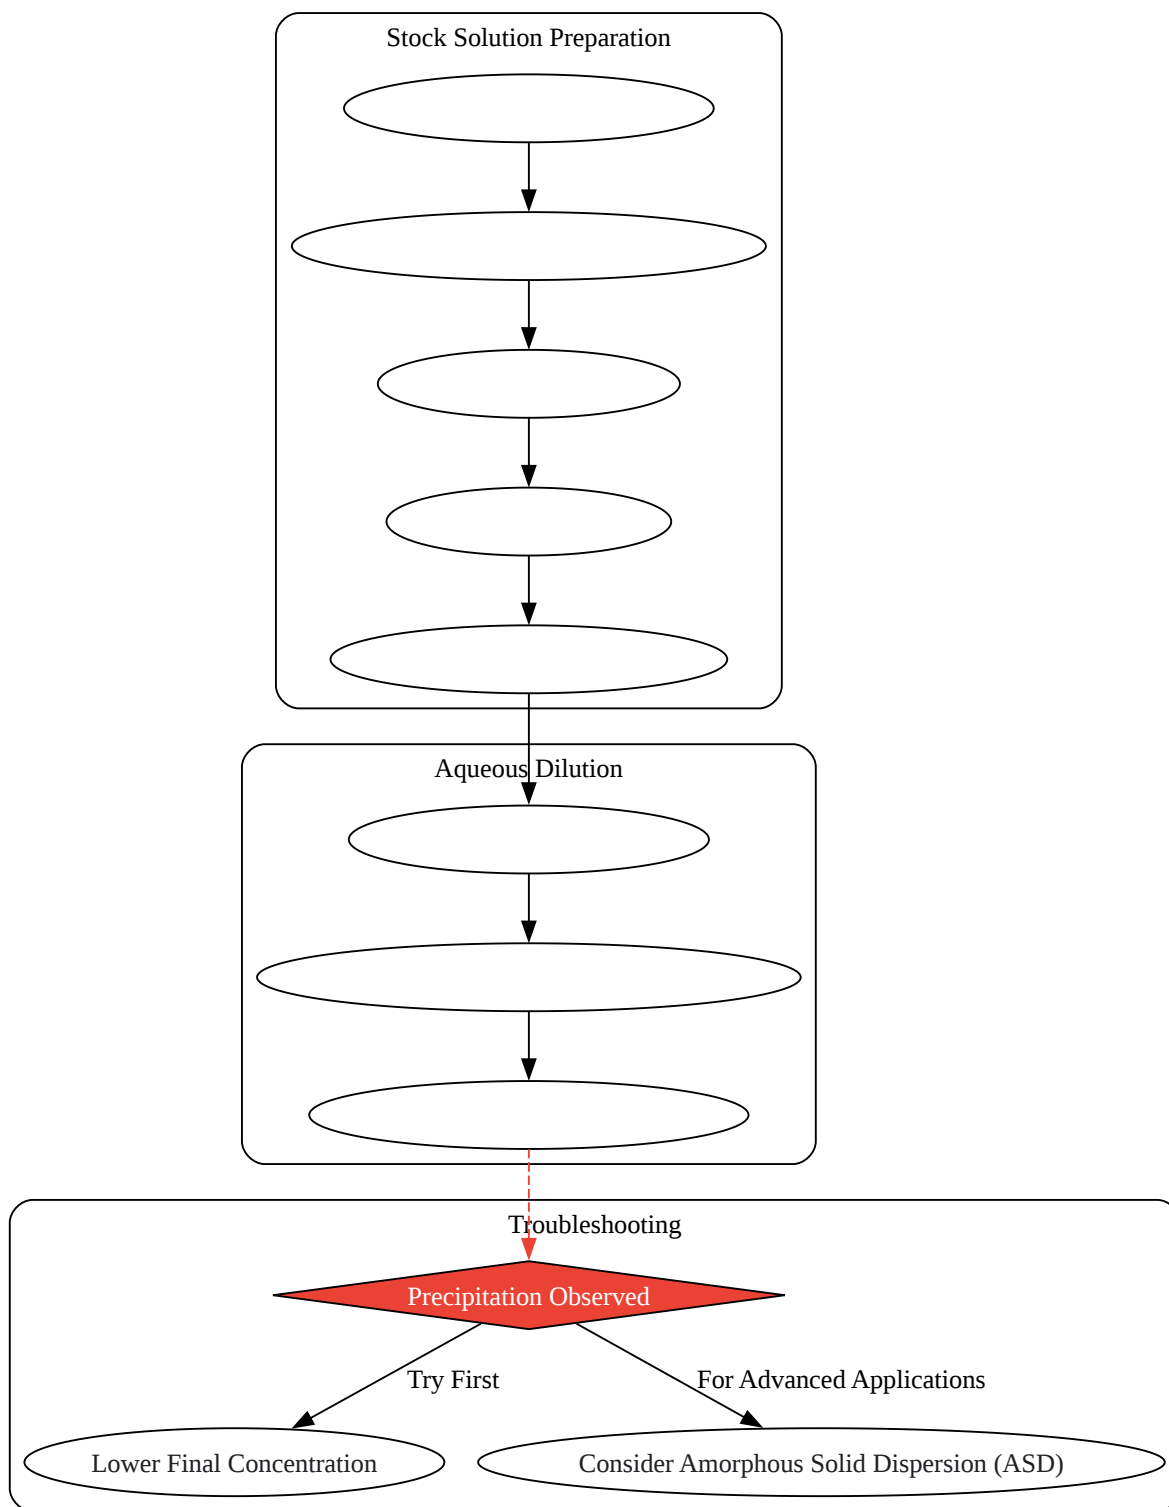 Stock Solution Preparation
Aqueous Dilution
Troubleshooting
Precipitation Observed
Try First
For Advanced Applications
Lower Final Concentration
Consider Amorphous Solid Dispersion (ASD)